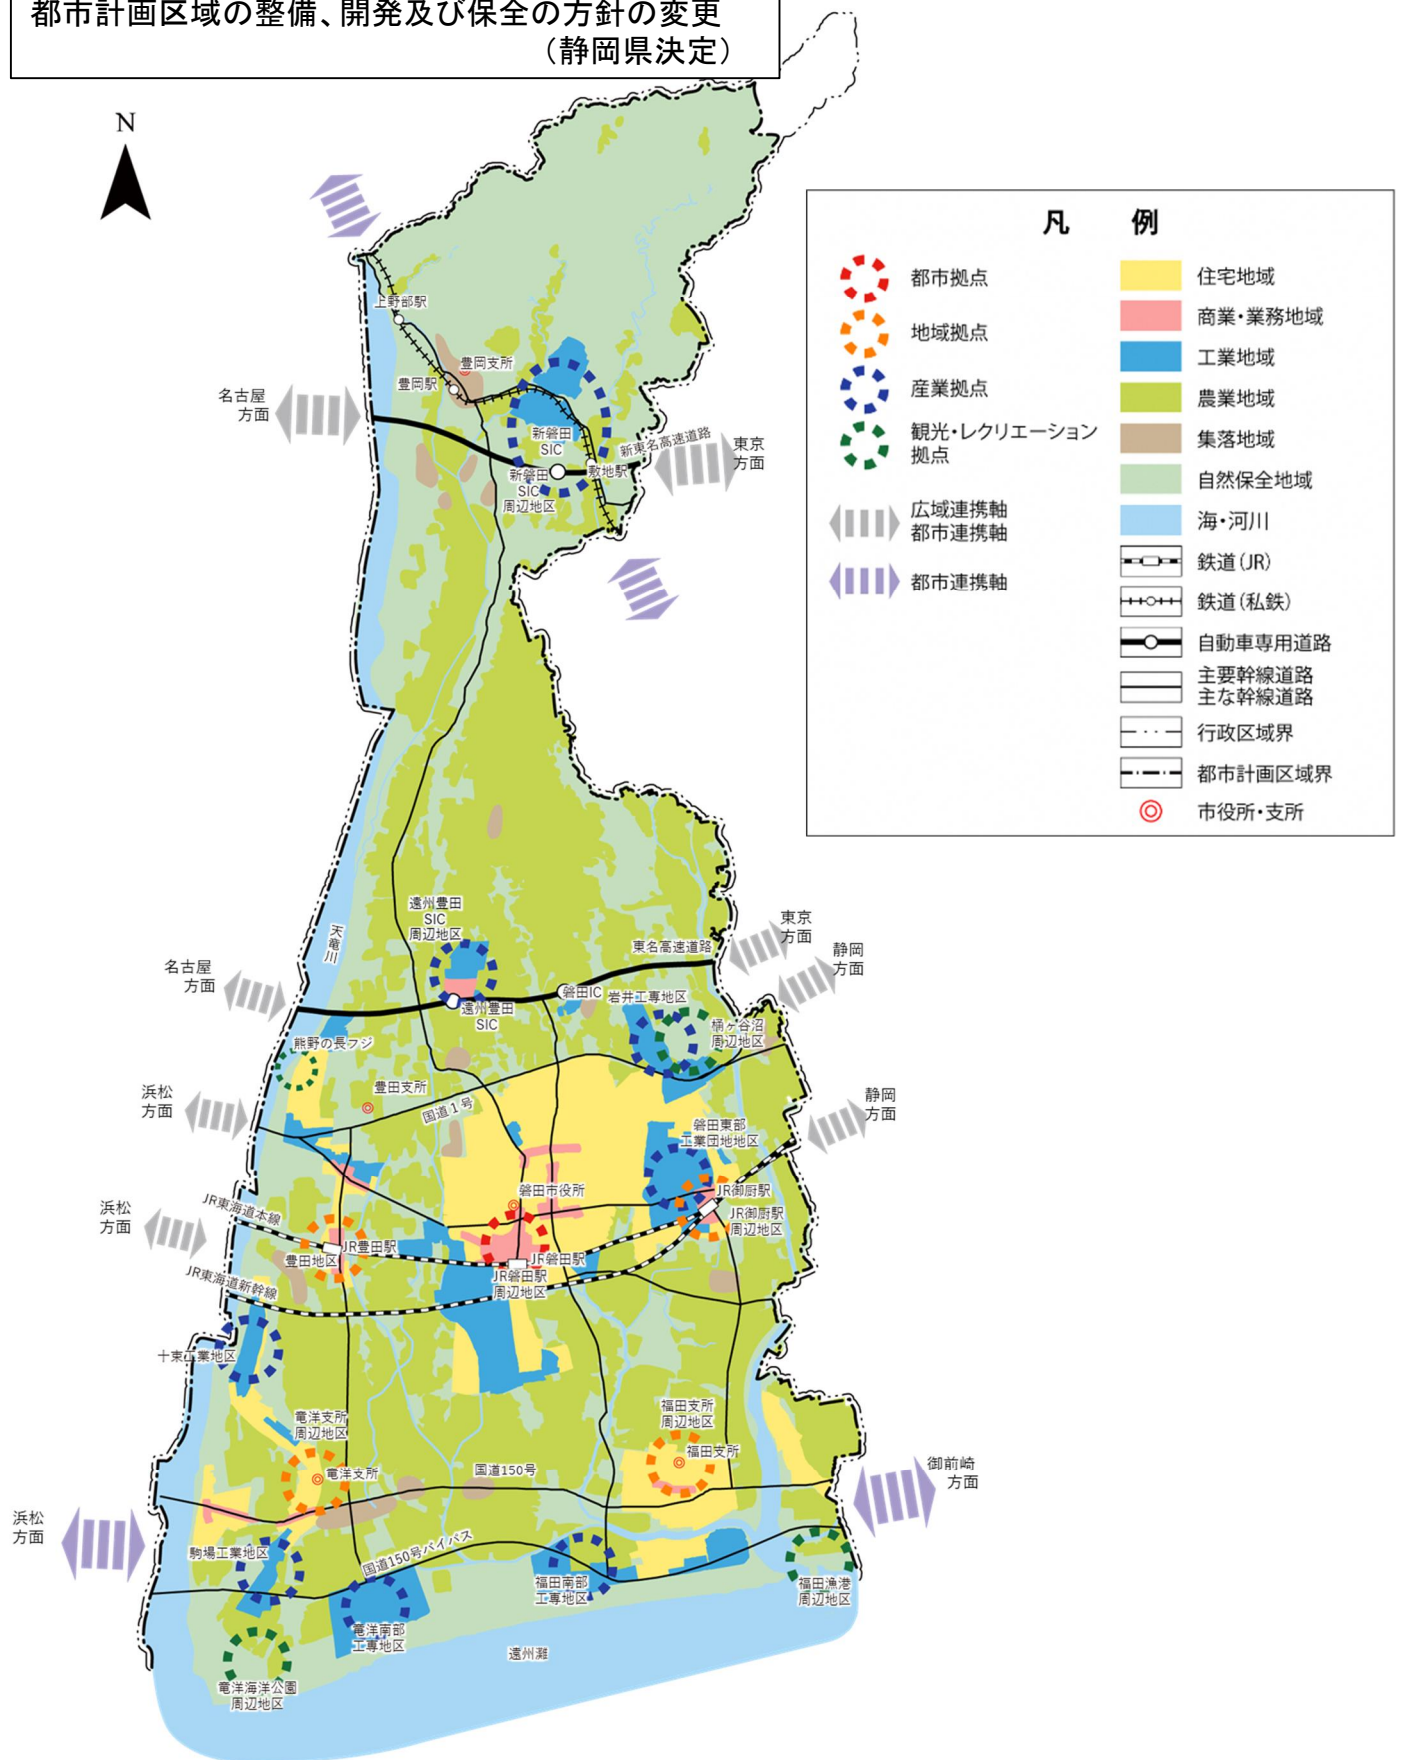 都市計画区域の整備、開発及び保全の方針の変更
（静岡県決定）
N
凡 例
都市拠点
地域拠点
産業拠点
観光・レクリエーション
拠点
広域連携軸
都市連携軸
都市連携軸
住宅地域
商業・業務地域
工業地域
農業地域
集落地域
自然保全地域
海・河川
鉄道（JR）
鉄道（私鉄）
自動車専用道路
主要幹線道路
主な幹線道路
行政区域界
都市計画区域界
市役所・支所
上野部駅
豊岡支所
豊岡駅
名古屋
方面
新磐田
SIC
新東名高速道路
東京
方面
敷地駅
新磐田
SIC
周辺地区
遠州豊田
SIC
周辺地区
天竜川
東名高速道路
東京
方面
静岡
方面
名古屋
方面
磐田IC
岩井工専地区
遠州豊田
SIC
桶ヶ谷沼
周辺地区
熊野の長フジ
豊田支所
浜松
方面
国道１号
静岡
方面
磐田東部
工業団地地区
磐田市役所
JR御厨駅
JR御厨駅
周辺地区
浜松
方面
JR東海道本線
豊田地区
JR豊田駅
JR磐田駅
JR磐田駅
周辺地区
JR東海道新幹線
十束工業地区
竜洋支所
周辺地区
竜洋支所
福田支所
周辺地区
福田支所
国道150号
御前崎
方面
浜松
方面
駒場工業地区
国道150号バイパス
福田南部
工専地区
福田漁港
周辺地区
竜洋南部
工専地区
遠州灘
竜洋海洋公園
周辺地区